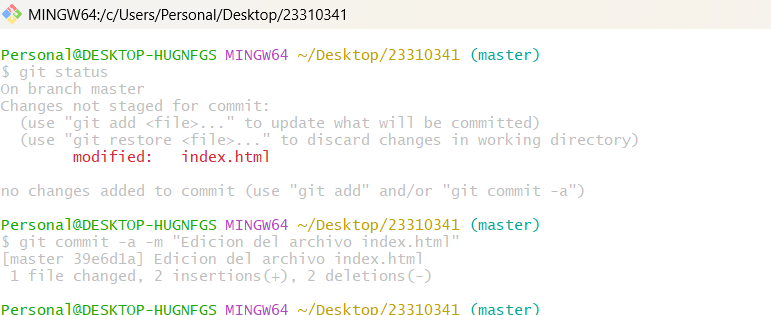 MINGW64:/c/Users/Personal/Desktop/23310341
Personal@DESKTOP-HUGNFGS MINGW64 ~/Desktop/23310341 (master)
$ git status
On branch master
Changes not staged for commit:
  (use "git add <file>..." to update what will be committed)
  (use "git restore <file>..." to discard changes in working directory)
        modified:   index.html
no changes added to commit (use "git add" and/or "git commit -a")
Personal@DESKTOP-HUGNFGS MINGW64 ~/Desktop/23310341 (master)
$ git commit -a -m "Edicion del archivo index.html"
[master 39e6d1a] Edicion del archivo index.html
 1 file changed, 2 insertions(+), 2 deletions(-)
Personal@DESKTOP-HUGNFGS MINGW64 ~/Desktop/23310341 (master)